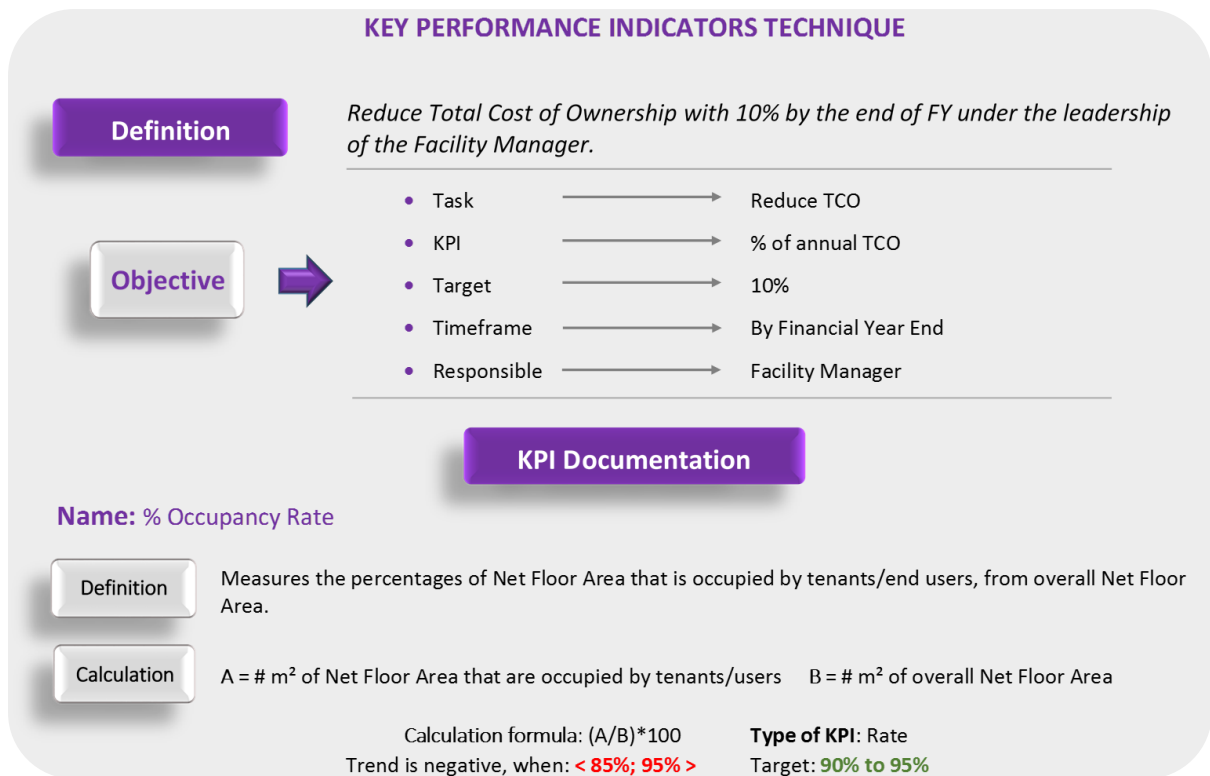 KEY PERFORMANCE INDICATORS TECHNIQUE
Definition
Reduce Total Cost of Ownership with 10% by the end of FY under the leadership
of the Facility Manager.
Objective
• Task Reduce TCO
• KPI % of annual TCO
• Target 10%
• Timeframe By Financial Year End
• Responsible Facility Manager
KPI Documentation
Name: % Occupancy Rate
Definition
Measures the percentages of Net Floor Area that is occupied by tenants/end users, from overall Net Floor
Area.
Calculation
A = # m² of Net Floor Area that are occupied by tenants/users B = # m² of overall Net Floor Area
Calculation formula: (A/B)*100 Type of KPI: Rate
Trend is negative, when: < 85%; 95% > Target: 90% to 95%